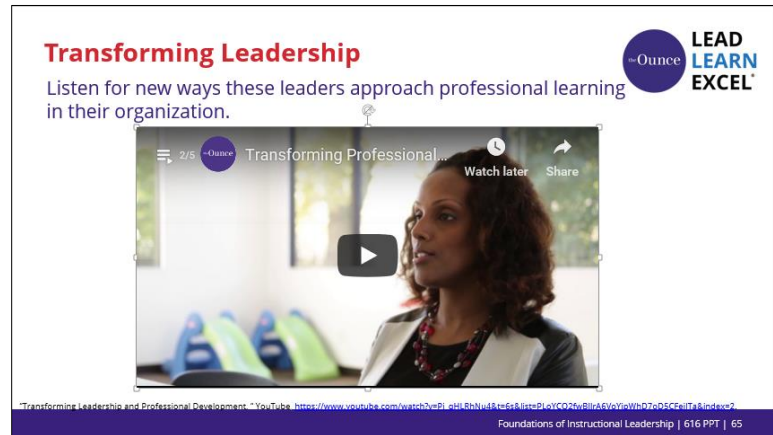 Transforming Leadership
Listen for new ways these leaders approach professional learning
in their organization.
the Ounce
LEAD
LEARN
EXCEL
2/5
the Ounce
Transforming Professional...
Watch later
Share
"Transforming Leadership and Professional Development." YouTube
Foundations of Instructional Leadership | 616 PPT | 65